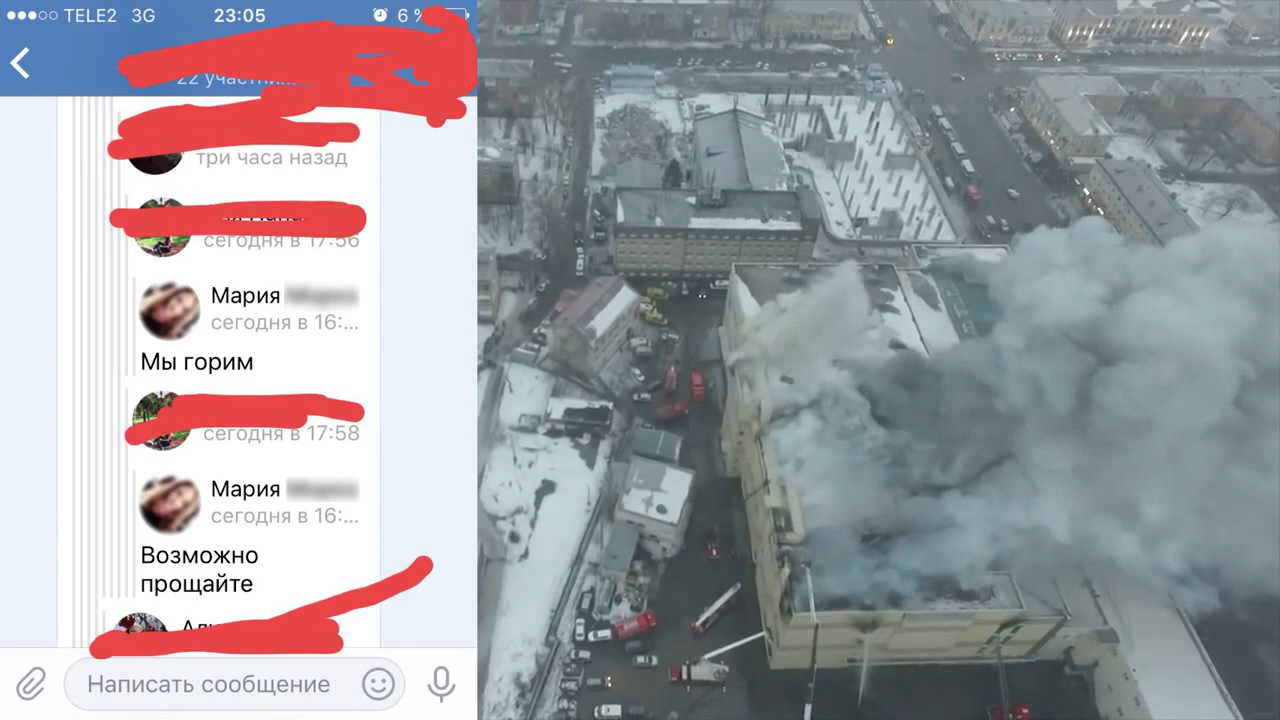 TELE2 3G 23:05 6 %
22
три часа назад
сегодня в 17:56
Мария
сегодня в 16:...
Мы горим
сегодня в 17:58
Мария
сегодня в 16:...
Возможно
прощайте
Написать сообщение